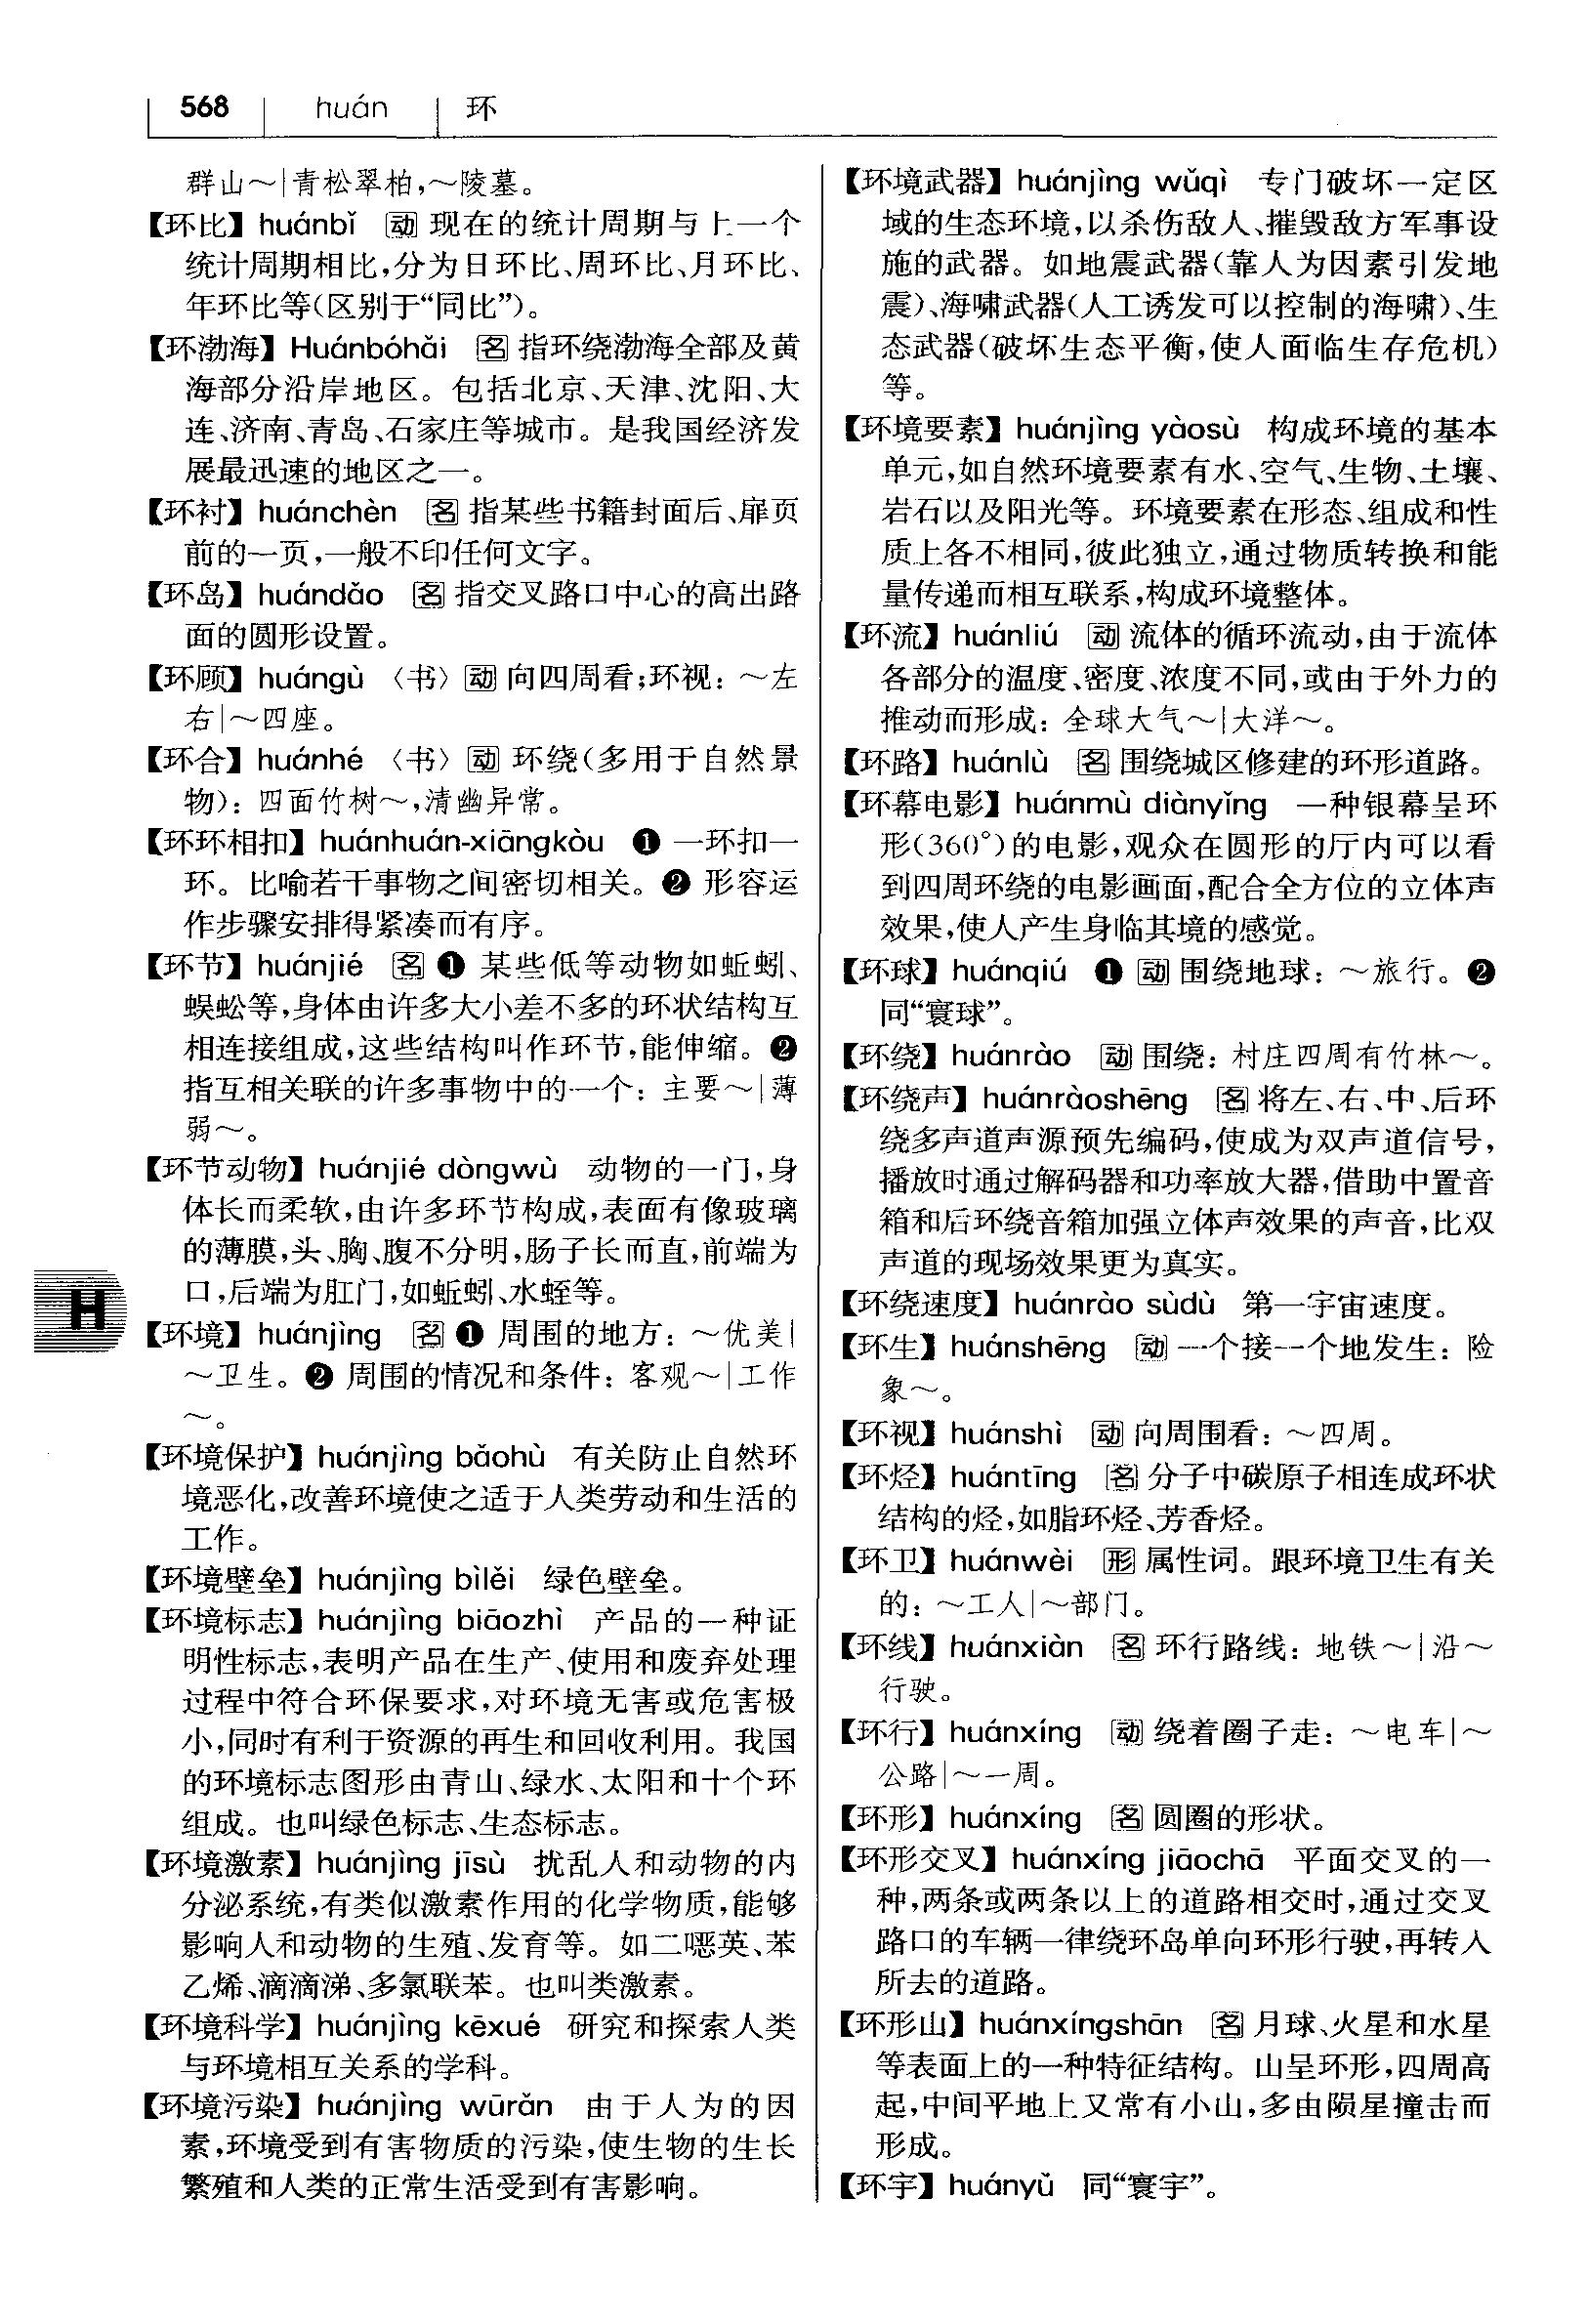 568 huán 环
群山～|青松翠柏,～陵墓。
【环比】huánbǐ 动 现在的统计周期与上一个
统计周期相比,分为日环比、周环比、月环比、
年环比等(区别于“同比”)。
【环渤海】Huánbóhǎi 名 指环绕渤海全部及黄
海部分沿岸地区。包括北京、天津、沈阳、大
连、济南、青岛、石家庄等城市。是我国经济发
展最迅速的地区之一。
【环衬】huánchèn 名 指某些书籍封面后、扉页
前的一页,一般不印任何文字。
【环岛】huándǎo 名 指交叉路口中心的高出路
面的圆形设置。
【环顾】huángù 〈书〉动 向四周看;环视：～左
右|～四座。
【环合】huánhé 〈书〉动 环绕(多用于自然景
物)：四面竹树～,清幽异常。
【环环相扣】huánhuán-xiāngkòu ❶ 一环扣一
环。比喻若干事物之间密切相关。❷ 形容运
作步骤安排得紧凑而有序。
【环节】huánjié 名 ❶ 某些低等动物如蚯蚓、
蜈蚣等,身体由许多大小差不多的环状结构互
相连接组成,这些结构叫作环节,能伸缩。❷
指互相关联的许多事物中的一个：主要～|薄
弱～。
【环节动物】huánjié dòngwù 动物的一门,身
体长而柔软,由许多环节构成,表面有像玻璃
的薄膜,头、胸、腹不分明,肠子长而直,前端为
口,后端为肛门,如蚯蚓、水蛭等。
H
【环境】huánjìng 名 ❶ 周围的地方：～优美|
～卫生。❷ 周围的情况和条件：客观～|工作
～。
【环境保护】huánjìng bǎohù 有关防止自然环
境恶化,改善环境使之适于人类劳动和生活的
工作。
【环境壁垒】huánjìng bìlěi 绿色壁垒。
【环境标志】huánjìng biāozhì 产品的一种证
明性标志,表明产品在生产、使用和废弃处理
过程中符合环保要求,对环境无害或危害极
小,同时有利于资源的再生和回收利用。我国
的环境标志图形由青山、绿水、太阳和十个环
组成。也叫绿色标志、生态标志。
【环境激素】huánjìng jīsù 扰乱人和动物的内
分泌系统,有类似激素作用的化学物质,能够
影响人和动物的生殖、发育等。如二噁英、苯
乙烯、滴滴涕、多氯联苯。也叫类激素。
【环境科学】huánjìng kēxué 研究和探索人类
与环境相互关系的学科。
【环境污染】huánjìng wūrǎn 由于人为的因
素,环境受到有害物质的污染,使生物的生长
繁殖和人类的正常生活受到有害影响。
【环境武器】huánjìng wǔqì 专门破坏一定区
域的生态环境,以杀伤敌人、摧毁敌方军事设
施的武器。如地震武器(靠人为因素引发地
震)、海啸武器(人工诱发可以控制的海啸)、生
态武器(破坏生态平衡,使人面临生存危机)
等。
【环境要素】huánjìng yàosù 构成环境的基本
单元,如自然环境要素有水、空气、生物、土壤、
岩石以及阳光等。环境要素在形态、组成和性
质上各不相同,彼此独立,通过物质转换和能
量传递而相互联系,构成环境整体。
【环流】huánliú 动 流体的循环流动,由于流体
各部分的温度、密度、浓度不同,或由于外力的
推动而形成：全球大气～|大洋～。
【环路】huánlù 名 围绕城区修建的环形道路。
【环幕电影】huánmù diànyǐng 一种银幕呈环
形(360°)的电影,观众在圆形的厅内可以看
到四周环绕的电影画面,配合全方位的立体声
效果,使人产生身临其境的感觉。
【环球】huánqiú ❶ 动 围绕地球：～旅行。❷
同“寰球”。
【环绕】huánrào 动 围绕：村庄四周有竹林～。
【环绕声】huánràoshēng 名 将左、右、中、后环
绕多声道声源预先编码,使成为双声道信号,
播放时通过解码器和功率放大器,借助中置音
箱和后环绕音箱加强立体声效果的声音,比双
声道的现场效果更为真实。
【环绕速度】huánrào sùdù 第一宇宙速度。
【环生】huánshēng 动 一个接一个地发生：险
象～。
【环视】huánshì 动 向周围看：～四周。
【环烃】huántīng 名 分子中碳原子相连成环状
结构的烃,如脂环烃、芳香烃。
【环卫】huánwèi 形 属性词。跟环境卫生有关
的：～工人|～部门。
【环线】huánxiàn 名 环行路线：地铁～|沿～
行驶。
【环行】huánxíng 动 绕着圈子走：～电车|～
公路|～一周。
【环形】huánxíng 名 圆圈的形状。
【环形交叉】huánxíng jiāochā 平面交叉的一
种,两条或两条以上的道路相交时,通过交叉
路口的车辆一律绕环岛单向环形行驶,再转入
所去的道路。
【环形山】huánxíngshān 名 月球、火星和水星
等表面上的一种特征结构。山呈环形,四周高
起,中间平地上又常有小山,多由陨星撞击而
形成。
【环宇】huányǔ 同“寰宇”。